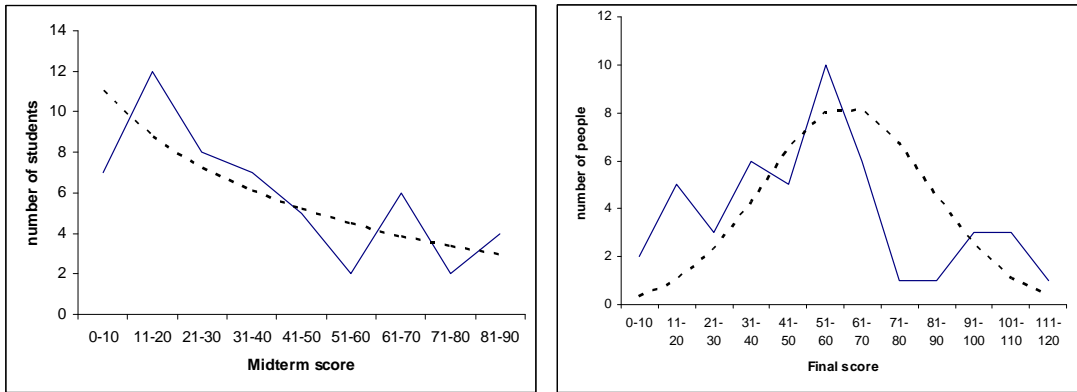 14
12
10
8
6
4
2
0
number of students
0-10 11-20 21-30 31-40 41-50 51-60 61-70 71-80 81-90
Midterm score
12
10
8
6
4
2
0
number of people
0-10 11- 21- 31- 41- 51- 61- 71- 81- 91- 101- 111-
20 30 40 50 60 70 80 90 100 110 120
Final score